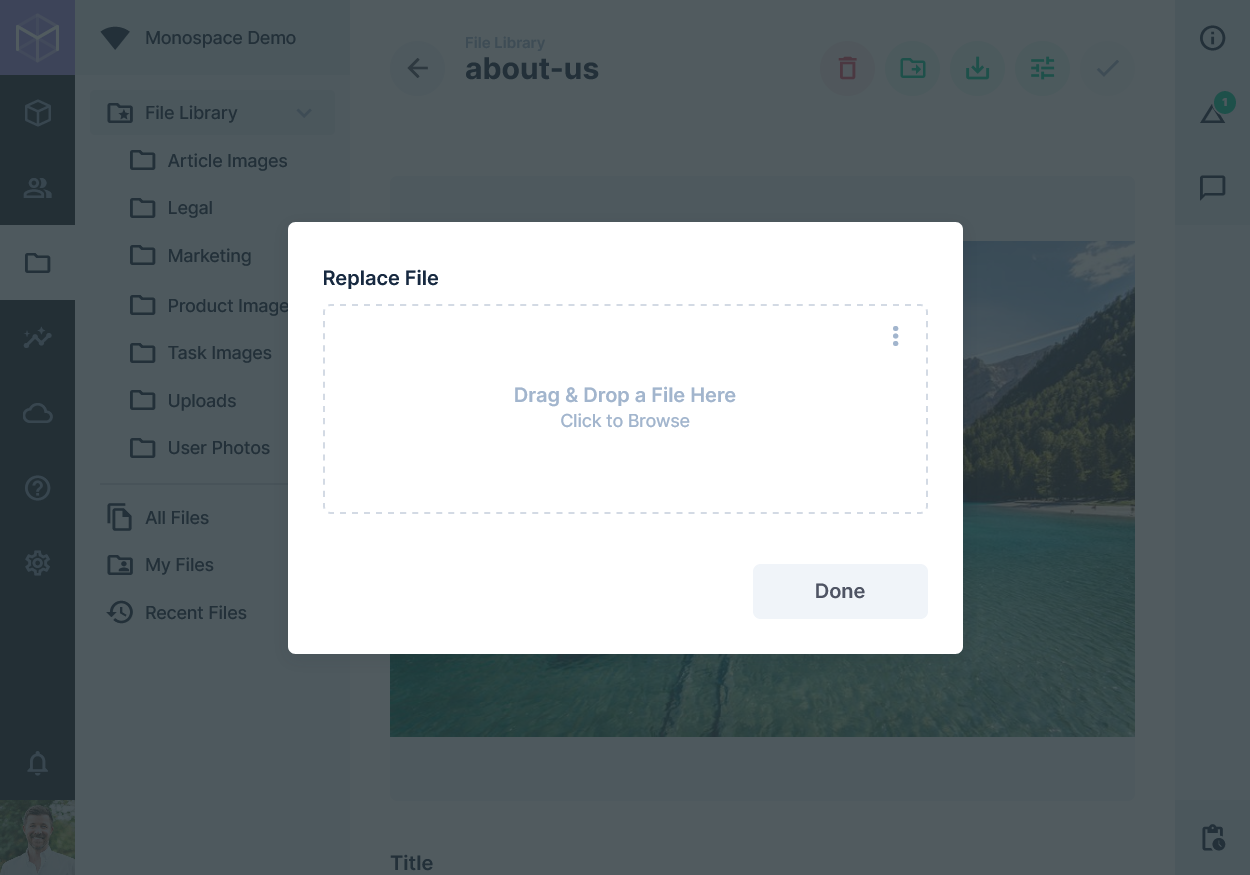 Monospace Demo
File Library
about-us
1
File Library
Article Images
Legal
Marketing
Product Image
Task Images
Uploads
User Photos
All Files
My Files
Recent Files
Replace File
Drag & Drop a File Here
Click to Browse
Done
Title